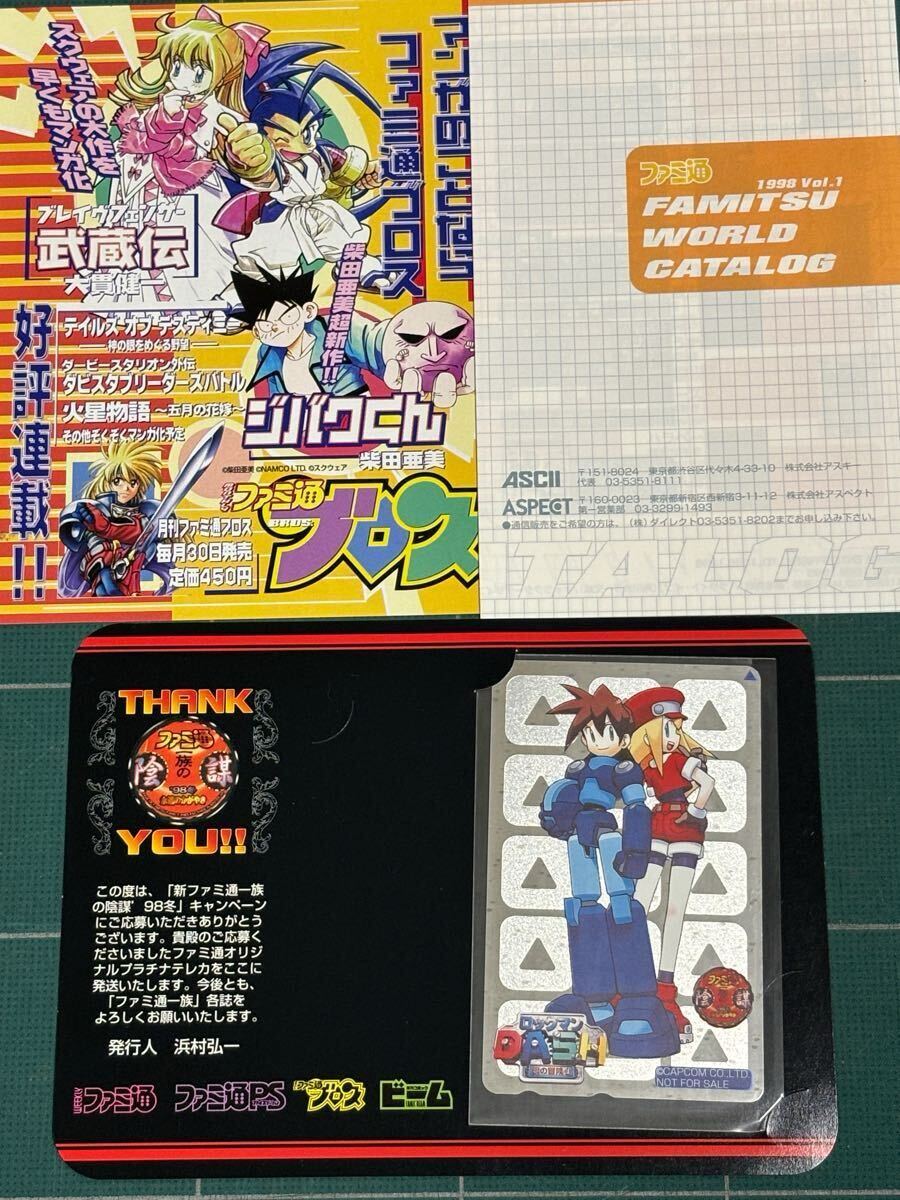 スクウェアの大作が
早くもマンガ化
マンガのことなら
ファミ通ブロス
ブレイヴフェンサー
武蔵伝
大貫健一
柴田亜美超新作!!
好評連載!!
テイルズ オブ デスティニー
神の眼をめぐる野望
ダービースタリオン外伝
ダビスタブリーダーズバトル
火星物語 〜五月の花嫁〜
その他ぞくぞくマンガ化予定
ジバクくん
柴田亜美
©柴田亜美 ©NAMCO LTD. ©スクウェア
月刊ファミ通ブロス
毎月30日発売
定価450円
ファミ通
BROS.
ブロス
ファミ通
1998 Vol.1
FAMITSU
WORLD
CATALOG
ASCII
〒151-8024 東京都渋谷区代々木4-33-10 株式会社アスキー
代表 03-5351-8111
ASPECT
〒160-0023 東京都新宿区西新宿3-11-12 株式会社アスペクト
第一営業部 03-3299-1493
●通信販売をご希望の方は、(株)ダイレクト03-5351-8202までお申し込み下さい。
TALOG
THANK
ファミ通
一族の
陰謀
'98冬
YOU!!
この度は、「新ファミ通一族
の陰謀'98冬」キャンペーン
にご応募いただきありがとう
ございます。貴殿のご応募く
ださいましたファミ通オリジ
ナルプラチナテレカをここに
発送いたします。今後とも、
「ファミ通一族」各誌を
よろしくお願いいたします。
発行人 浜村弘一
WEEKLY ファミ通
ファミ通PS
ファミ通ブロス
ビーム
ファミ通
陰謀
ロックマン
DASH
©CAPCOM CO.,LTD.
NOT FOR SALE